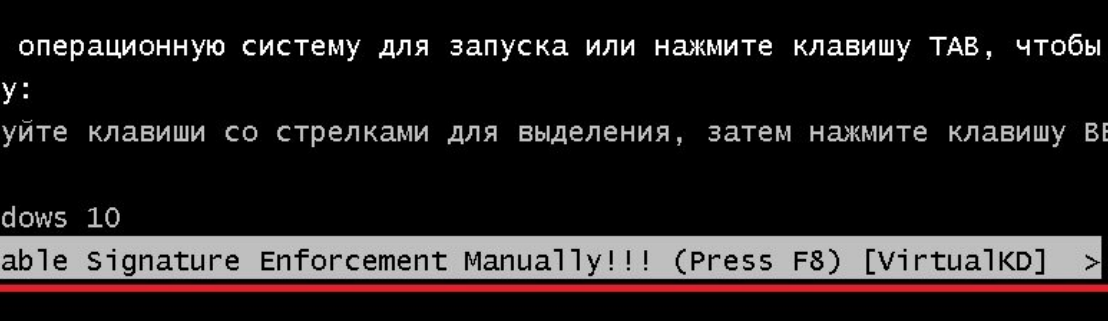 операционную систему для запуска или нажмите клавишу TAB, чтобы
у:
уйте клавиши со стрелками для выделения, затем нажмите клавишу ВВ
dows 10
able Signature Enforcement Manually!!! (Press F8) [VirtualKD] >